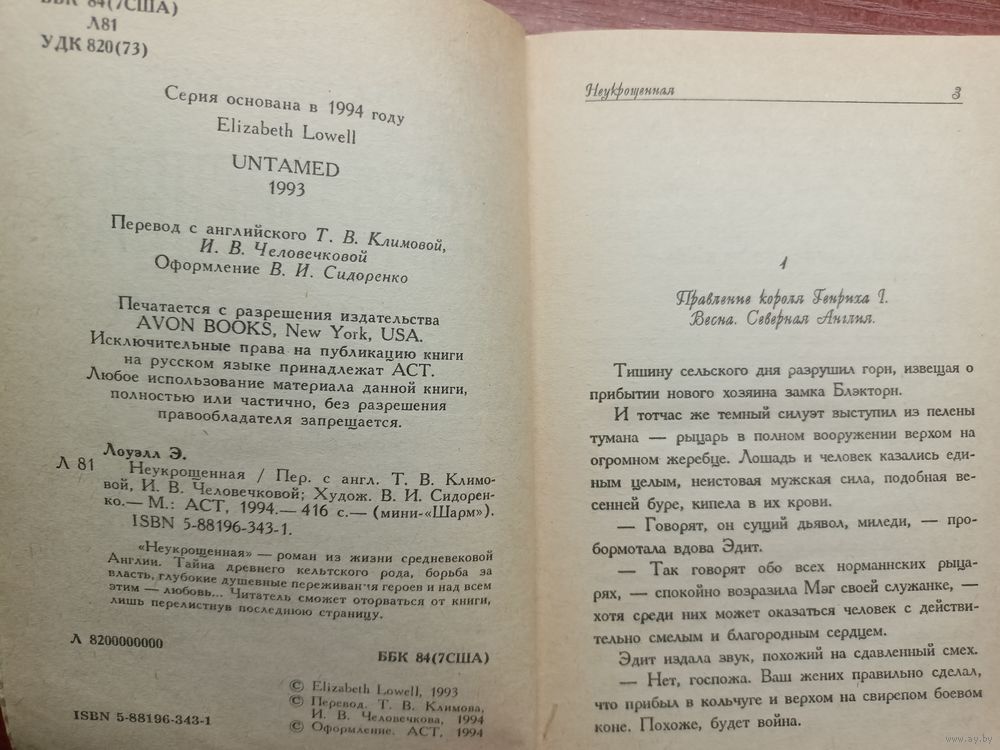 ББК 84(7США)
Л81
УДК 820(73)
Серия основана в 1994 году
Elizabeth Lowell
UNTAMED
1993
Перевод с английского Т. В. Климовой,
И. В. Человечковой
Оформление В. И. Сидоренко
Печатается с разрешения издательства
AVON BOOKS, New York, USA.
Исключительные права на публикацию книги
на русском языке принадлежат АСТ.
Любое использование материала данной книги,
полностью или частично, без разрешения
правообладателя запрещается.
Лоуэлл Э.
Л 81 Неукрощенная / Пер. с англ. Т. В. Климо-
вой, И. В. Человечковой; Худож. В. И. Сидорен-
ко.— М.: АСТ, 1994.— 416 с.— (мини-«Шарм»).
ISBN 5-88196-343-1.
«Неукрощенная» — роман из жизни средневековой
Англии. Тайна древнего кельтского рода, борьба за
власть, глубокие душевные переживания героев и над всем
этим — любовь... Читатель сможет оторваться от книги,
лишь перелистнув последнюю страницу.
Л 8200000000
ББК 84(7США)
© Elizabeth Lowell, 1993
© Перевод. Т. В. Климова,
И. В. Человечкова, 1994
© Оформление. АСТ, 1994
ISBN 5-88196-343-1
Неукрощенная 3
1
Правление короля Генриха I.
Весна. Северная Англия.
Тишину сельского дня разрушил горн, извещая о
прибытии нового хозяина замка Блэкторн.
И тотчас же темный силуэт выступил из пелены
тумана — рыцарь в полном вооружении верхом на
огромном жеребце. Лошадь и человек казались еди-
ным целым, неистовая мужская сила, подобная ве-
сенней буре, кипела в их крови.
— Говорят, он сущий дьявол, миледи, — про-
бормотала вдова Эдит.
— Так говорят обо всех норманнских рыца-
рях, — спокойно возразила Мэг своей служанке, —
хотя среди них может оказаться человек с действи-
тельно смелым и благородным сердцем.
Эдит издала звук, похожий на сдавленный смех.
— Нет, госпожа. Ваш жених правильно сделал,
что прибыл в кольчуге и верхом на свирепом боевом
коне. Похоже, будет война.
www.ay.by